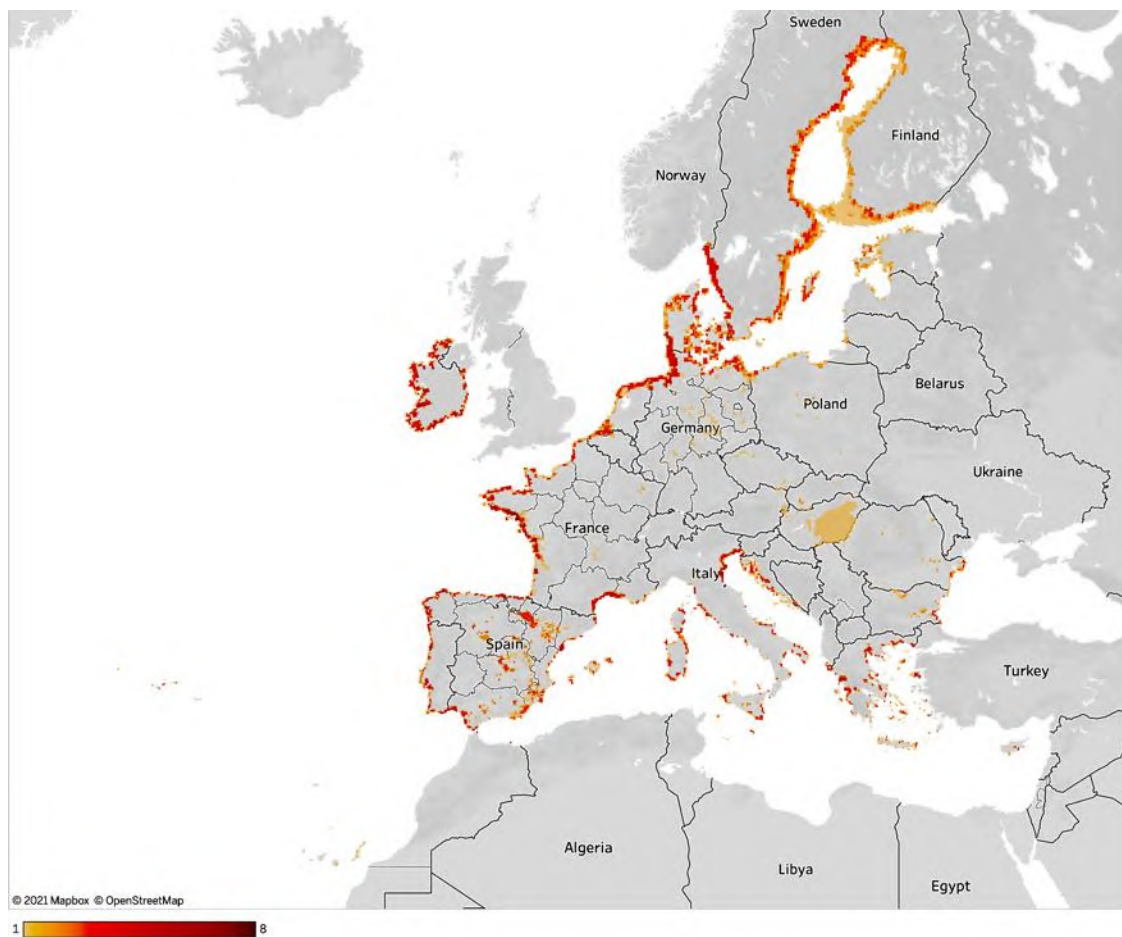 Sweden
Finland
Norway
Belarus
Poland
Germany
Ukraine
France
Italy
Spain
Turkey
Algeria
Libya
Egypt
© 2021 Mapbox © OpenStreetMap
1 8